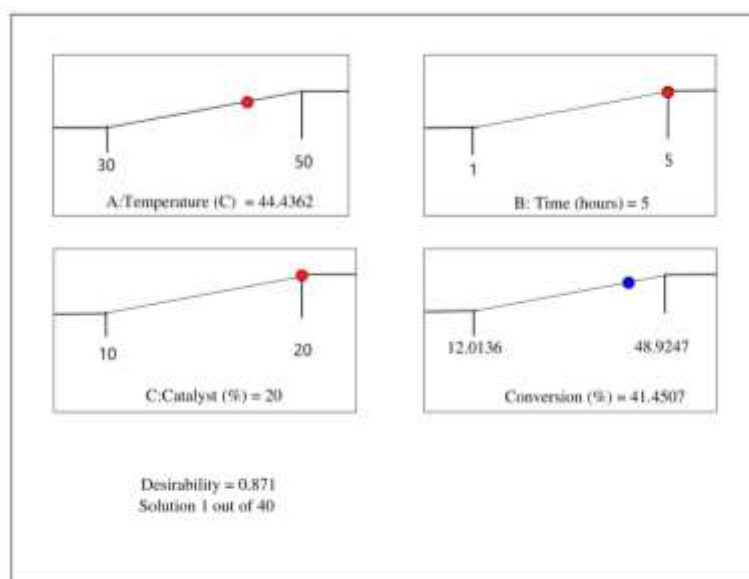 30
50
A:Temperature (C) = 44.4362
1
5
B: Time (hours) = 5
10
20
C:Catalyst (%) = 20
12.0136
48.9247
Conversion (%) = 41.4507
Desirability = 0.871
Solution 1 out of 40